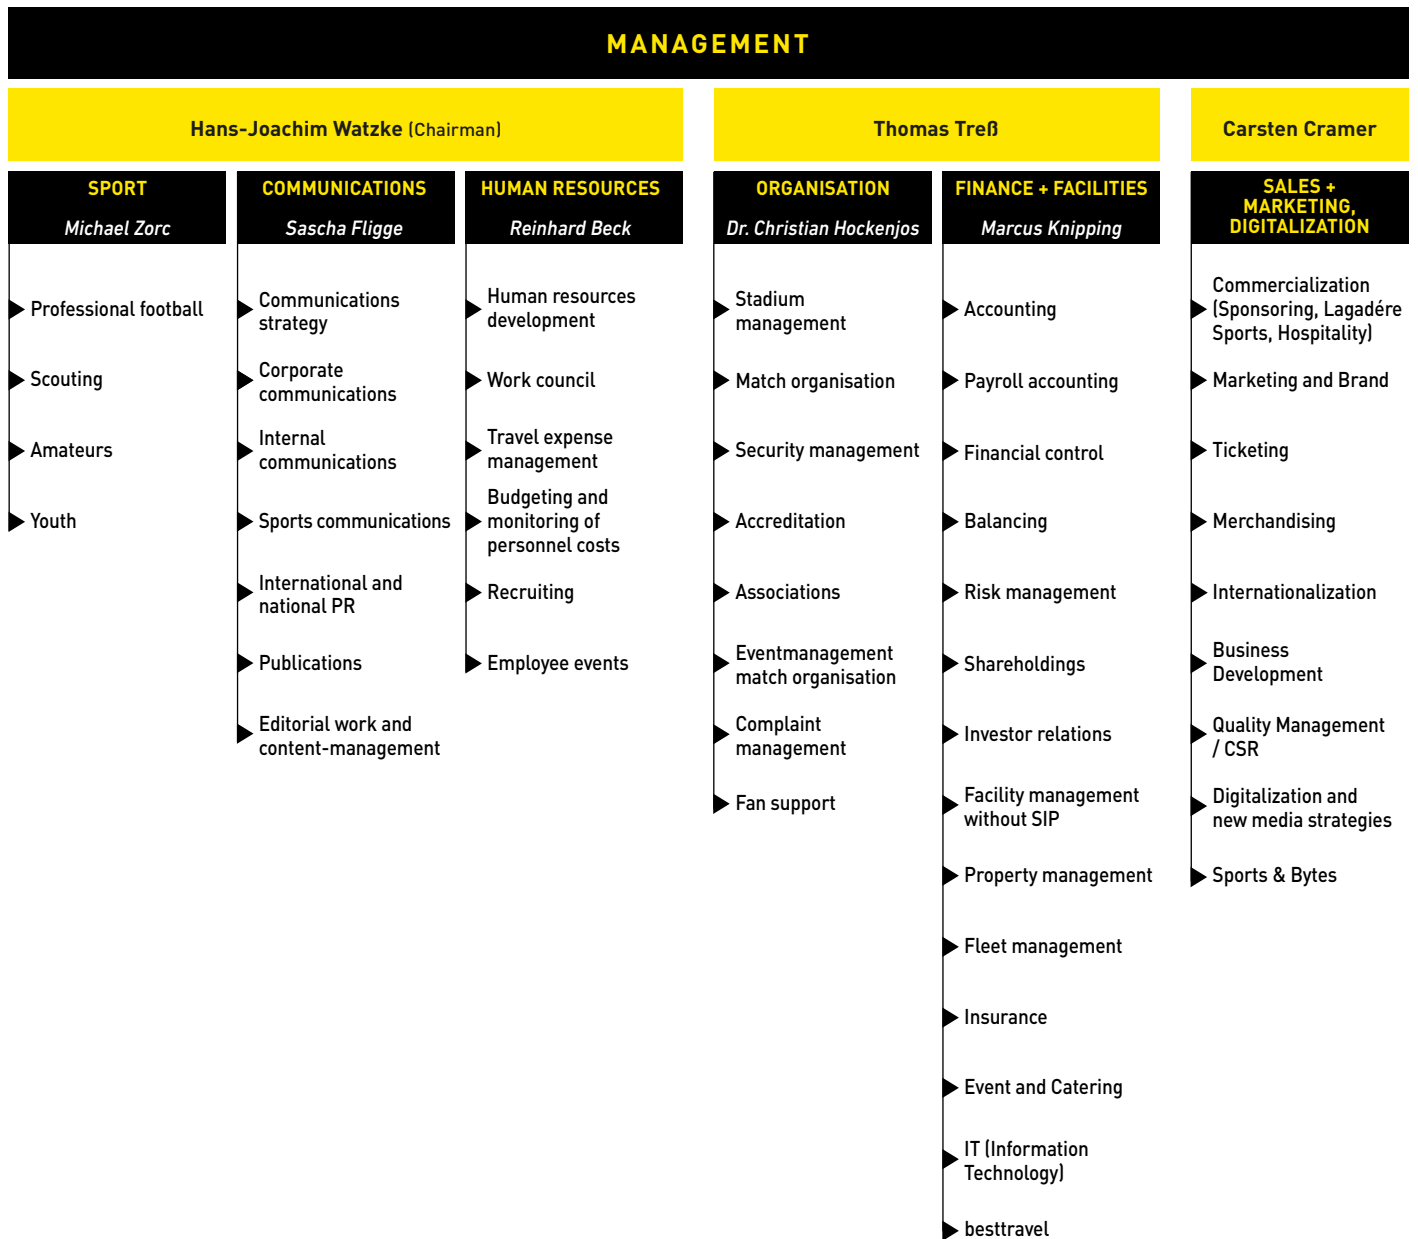 MANAGEMENT
Hans-Joachim Watzke (Chairman)
Thomas Treß
Carsten Cramer
SPORT
Michael Zorc
Professional football
Scouting
Amateurs
Youth
COMMUNICATIONS
Sascha Fligge
Communications
strategy
Corporate
communications
Internal
communications
Sports communications
International and
national PR
Publications
Editorial work and
content-management
HUMAN RESOURCES
Reinhard Beck
Human resources
development
Work council
Travel expense
management
Budgeting and
monitoring of
personnel costs
Recruiting
Employee events
ORGANISATION
Dr. Christian Hockenjos
Stadium
management
Match organisation
Security management
Accreditation
Associations
Eventmanagement
match organisation
Complaint
management
Fan support
FINANCE + FACILITIES
Marcus Knipping
Accounting
Payroll accounting
Financial control
Balancing
Risk management
Shareholdings
Investor relations
Facility management
without SIP
Property management
Fleet management
Insurance
Event and Catering
IT (Information
Technology)
besttravel
SALES +
MARKETING,
DIGITALIZATION
Commercialization
(Sponsoring, Lagadére
Sports, Hospitality)
Marketing and Brand
Ticketing
Merchandising
Internationalization
Business
Development
Quality Management
/ CSR
Digitalization and
new media strategies
Sports & Bytes